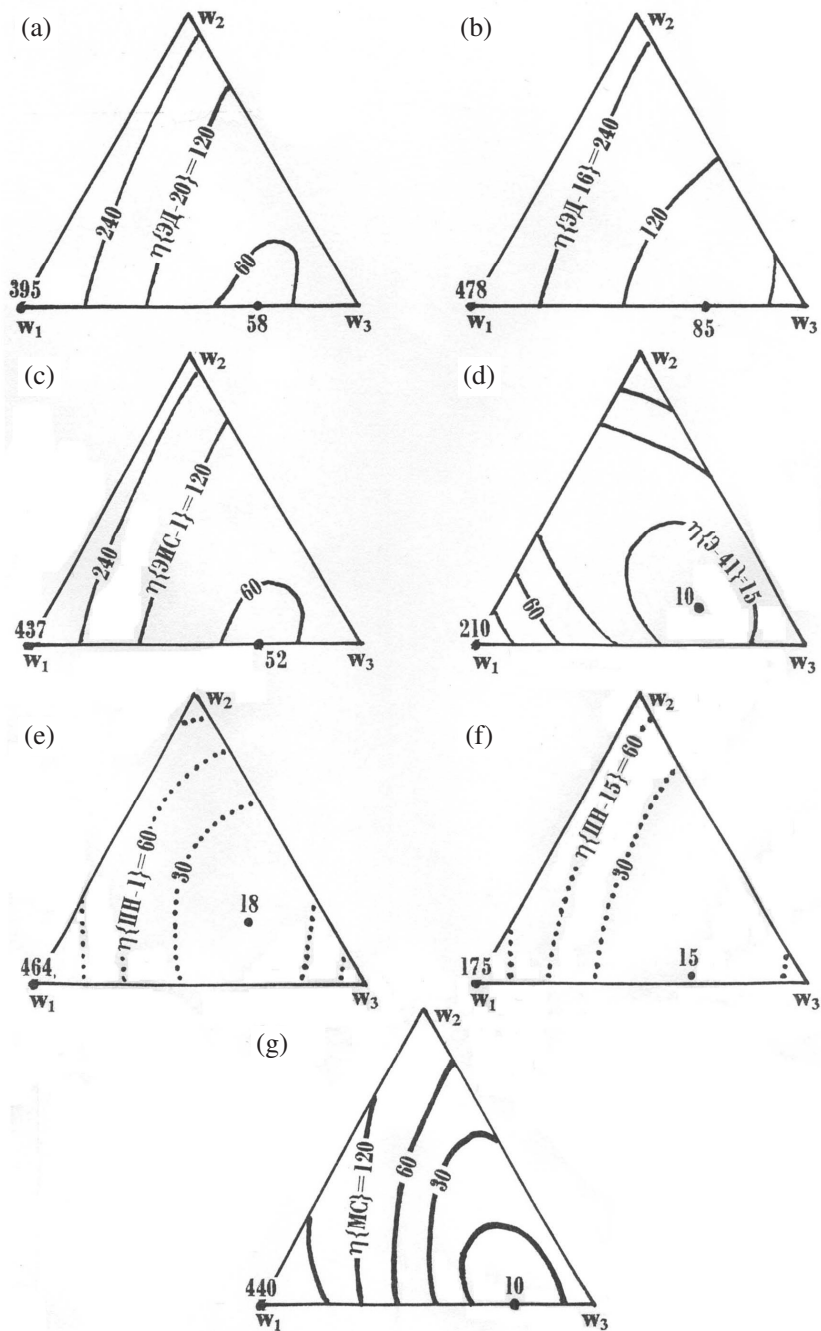 (a)
w₂
240
η{ЭД-20}=120
60
395
w₁
58
w₃
(b)
w₂
η{ЭД-16}=240
120
478
w₁
85
w₃
(c)
w₂
240
η{ЭИС-1}=120
60
437
w₁
52
w₃
(d)
w₂
60
η{Э-41}=15
10
210
w₁
w₃
(e)
w₂
η{ПН-1}=60
30
18
464
w₁
w₃
(f)
w₂
η{ПН-15}=60
30
175
15
w₁
w₃
(g)
w₂
η{МС}=120
60
30
440
10
w₁
w₃